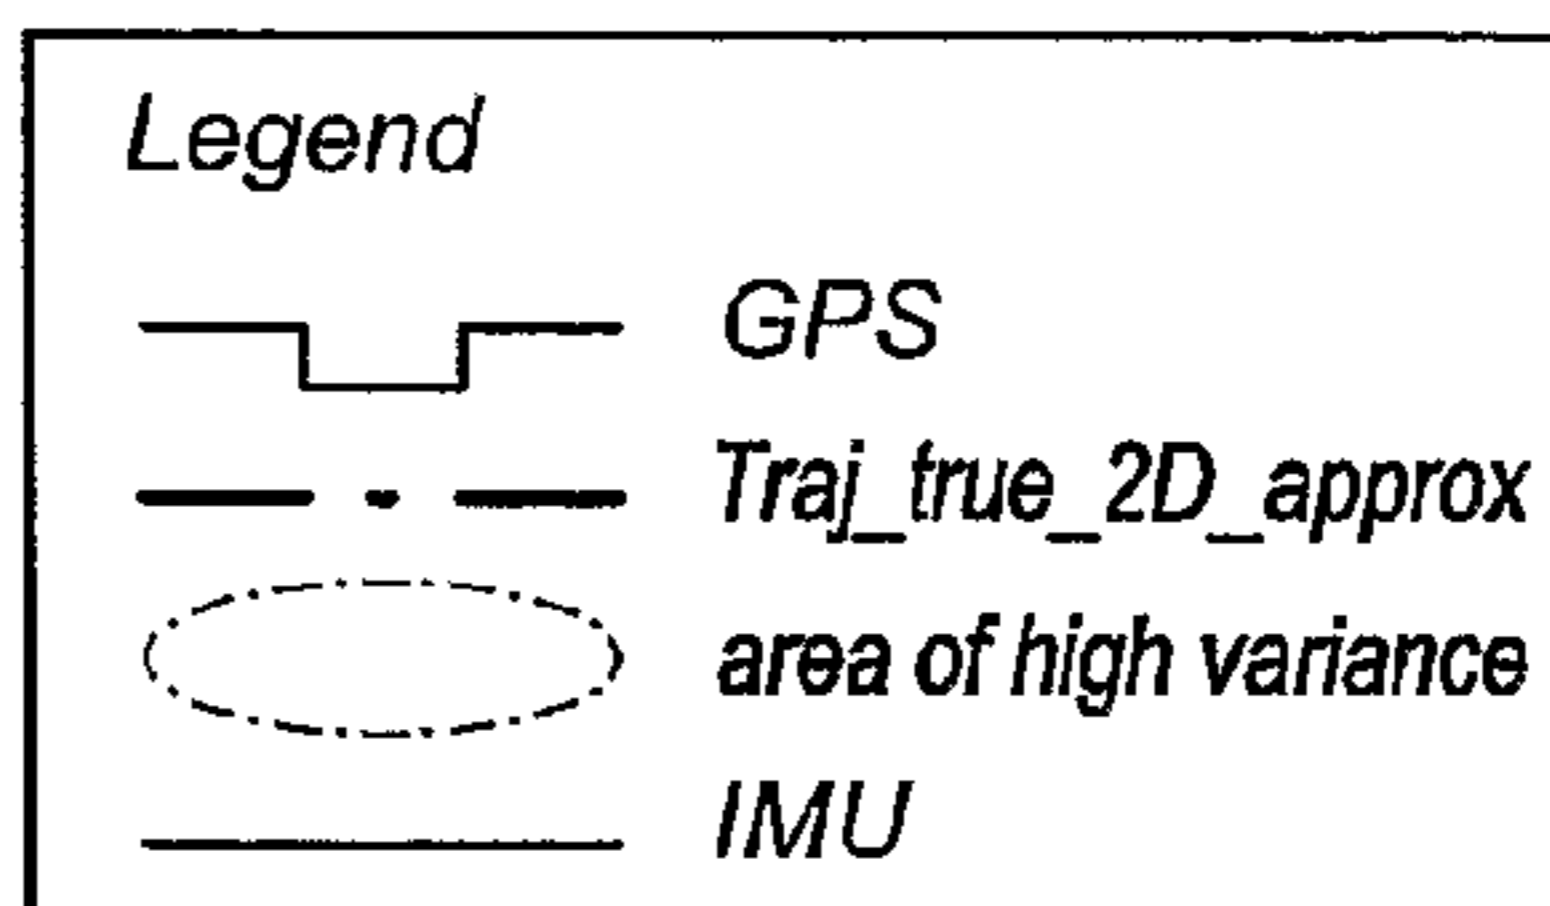 Legend
GPS
Traj_true_2D_approx
area of high variance
IMU